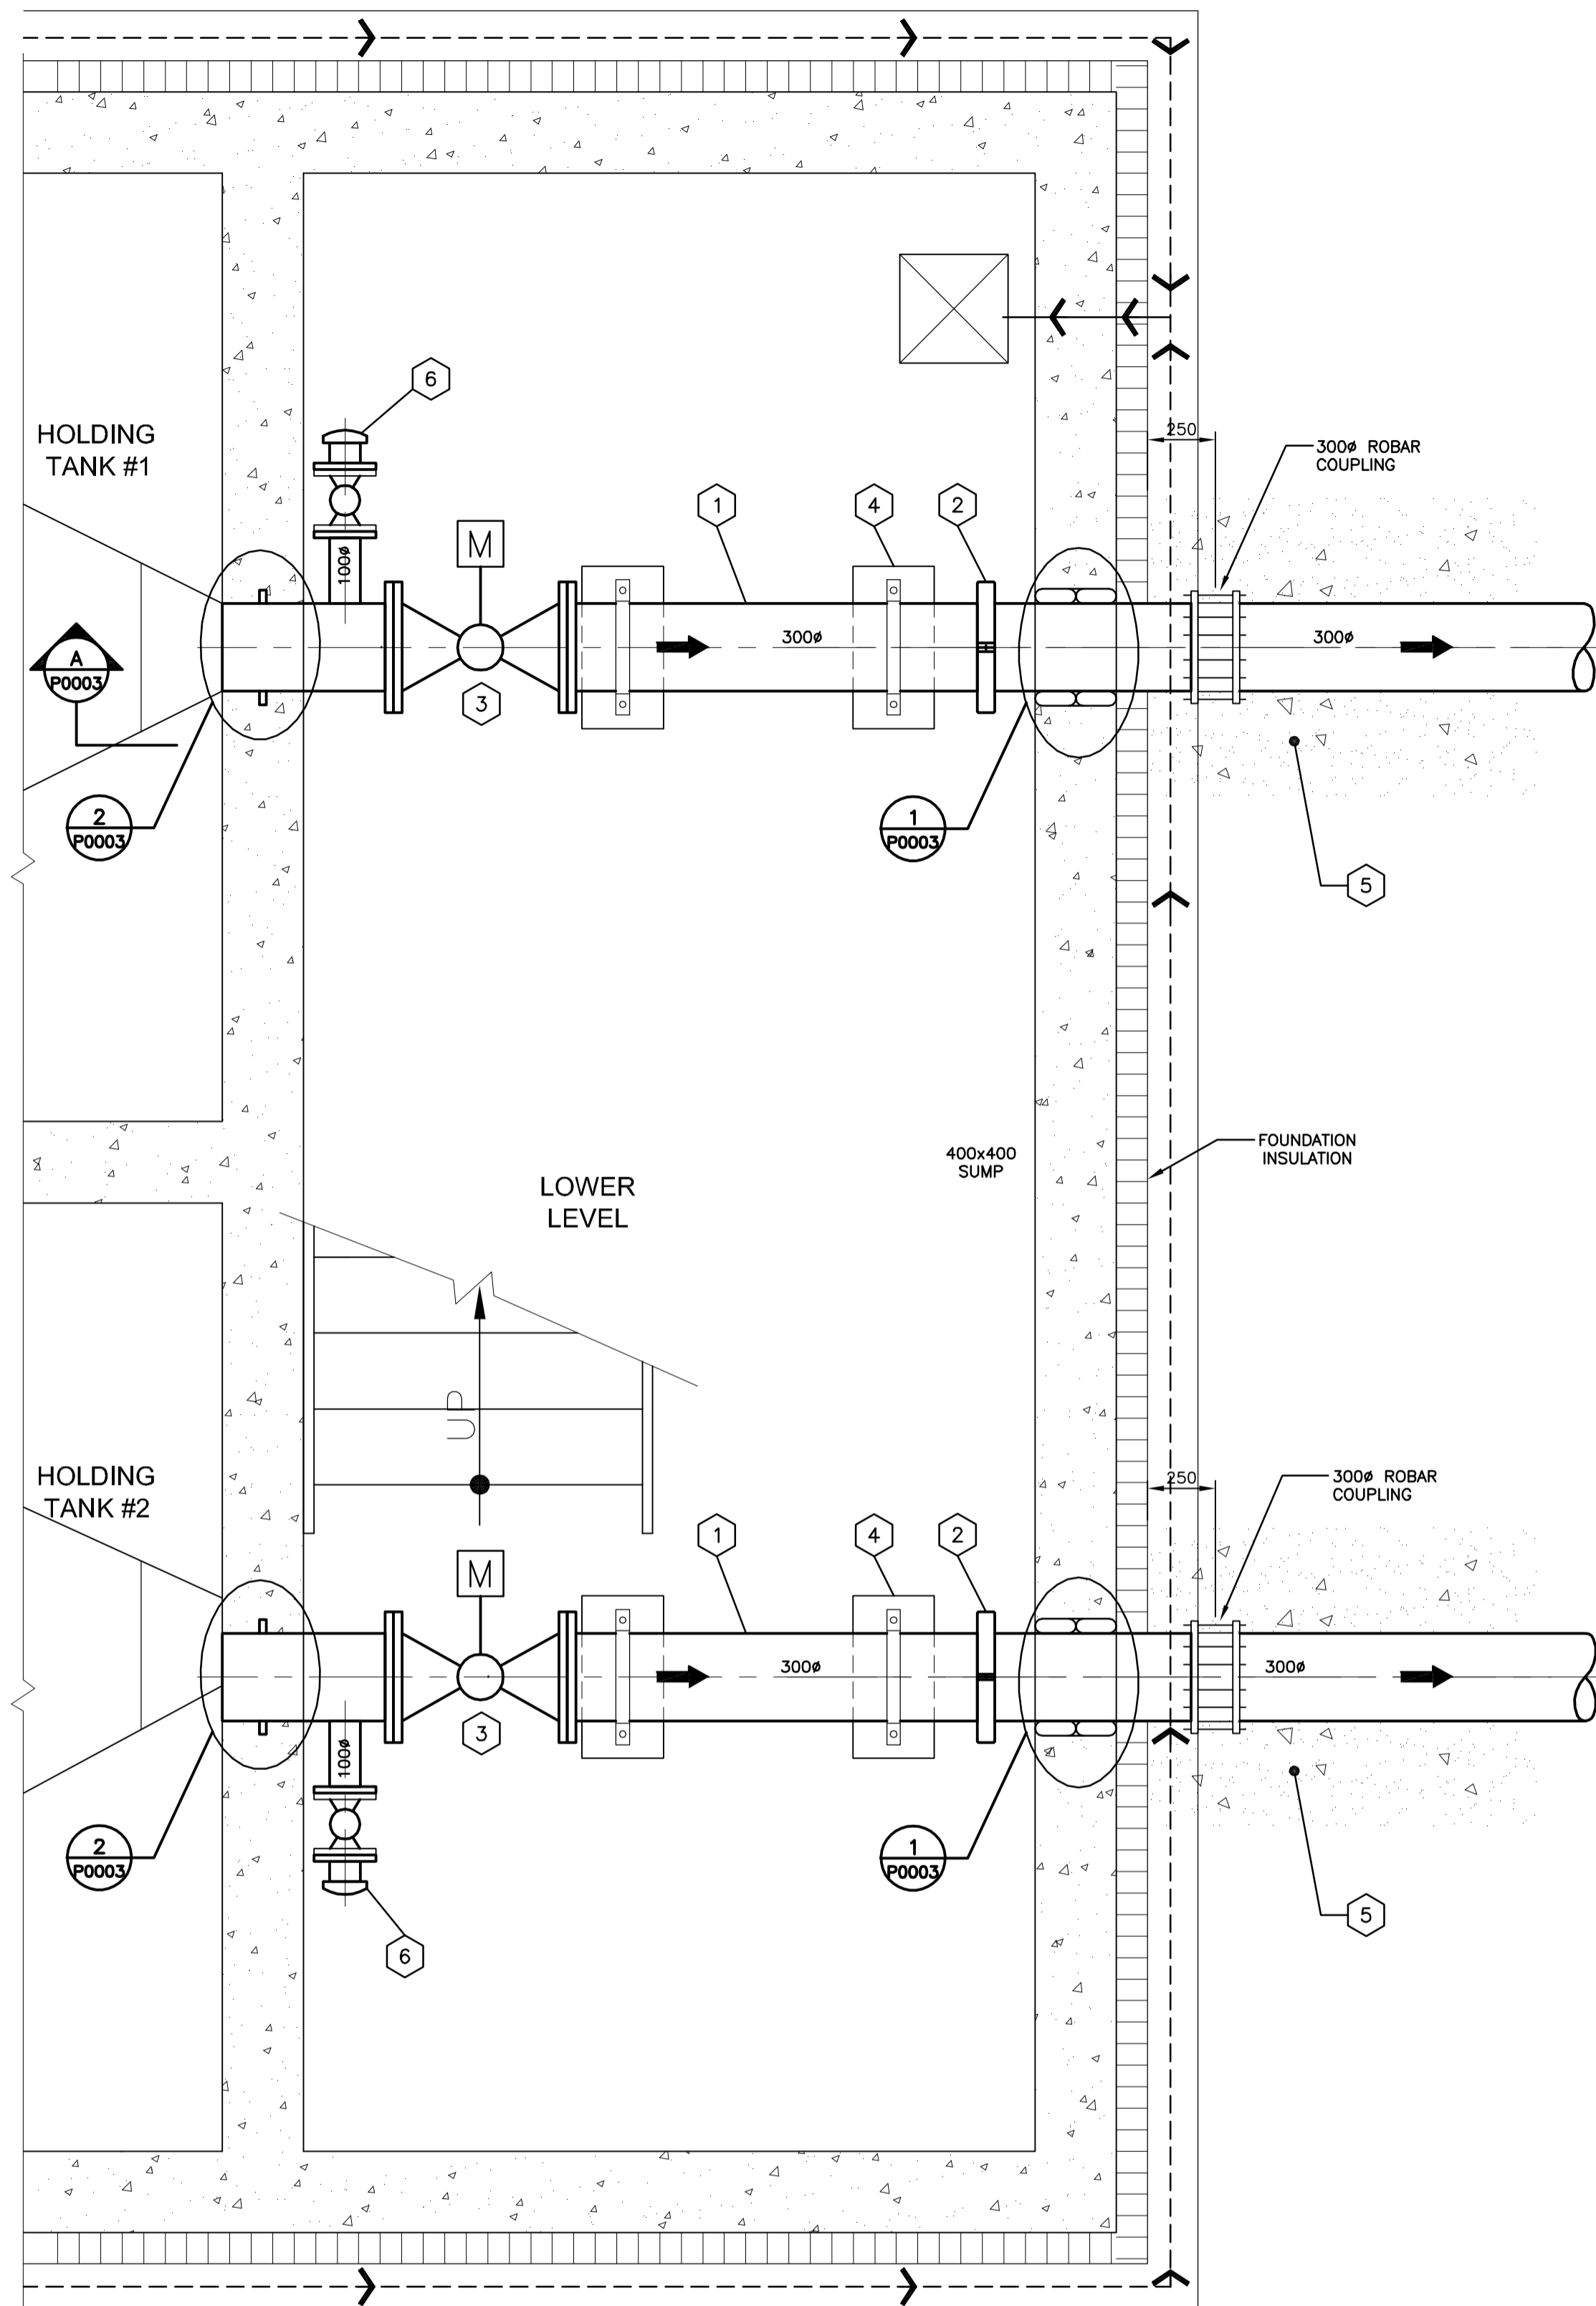 6
HOLDING
TANK #1
250
300ø ROBAR
COUPLING
1
4
2
M
100ø
300ø
300ø
A
P0003
3
2
P0003
1
P0003
5
400x400
SUMP
FOUNDATION
INSULATION
LOWER
LEVEL
UP
HOLDING
TANK #2
250
300ø ROBAR
COUPLING
1
4
2
M
300ø
300ø
3
100ø
2
P0003
1
P0003
5
6